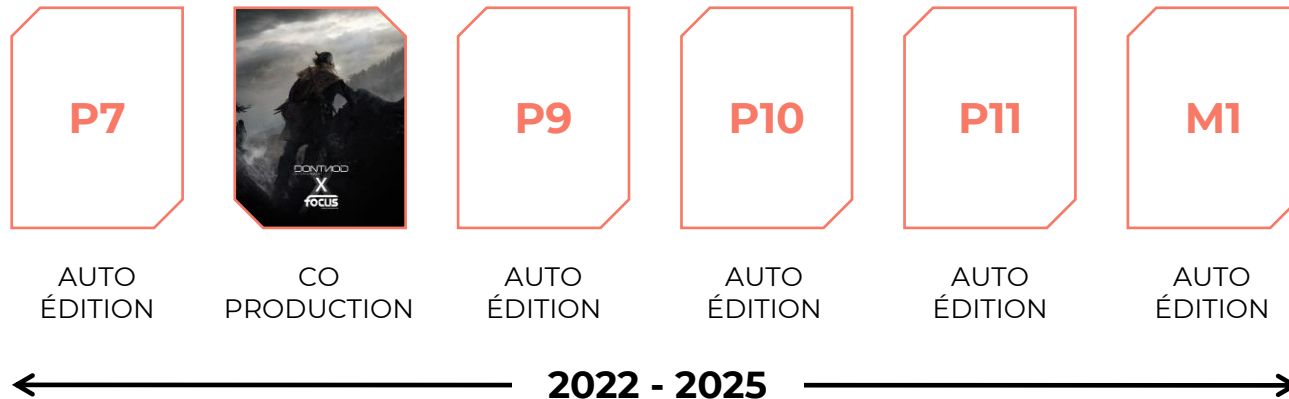 P7
DONTNOD
X
focus
P9
P10
P11
M1
AUTO
ÉDITION
CO
PRODUCTION
AUTO
ÉDITION
AUTO
ÉDITION
AUTO
ÉDITION
AUTO
ÉDITION
2022 - 2025